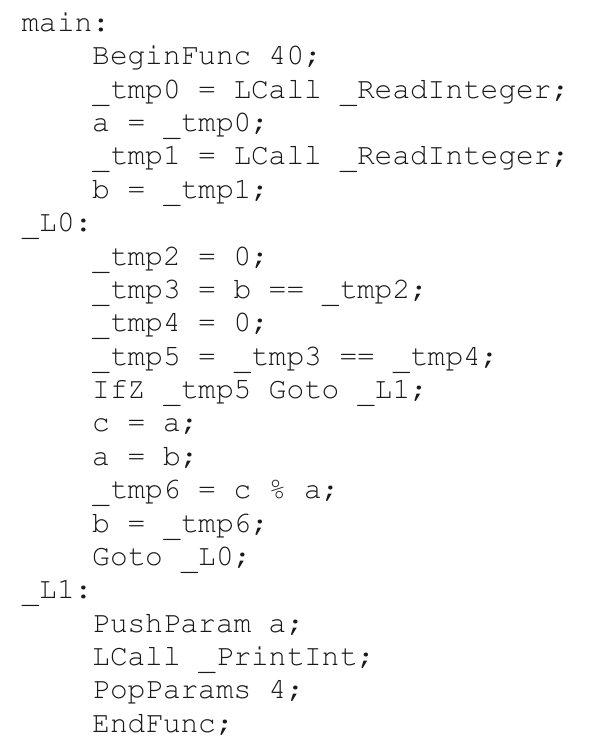 main:
BeginFunc 40;
_tmp0 = LCall _ReadInteger;
a = _tmp0;
_tmp1 = LCall _ReadInteger;
b = _tmp1;
_L0:
_tmp2 = 0;
_tmp3 = b == _tmp2;
_tmp4 = 0;
_tmp5 = _tmp3 == _tmp4;
IfZ _tmp5 Goto _L1;
c = a;
a = b;
_tmp6 = c % a;
b = _tmp6;
Goto _L0;
_L1:
PushParam a;
LCall _PrintInt;
PopParams 4;
EndFunc;